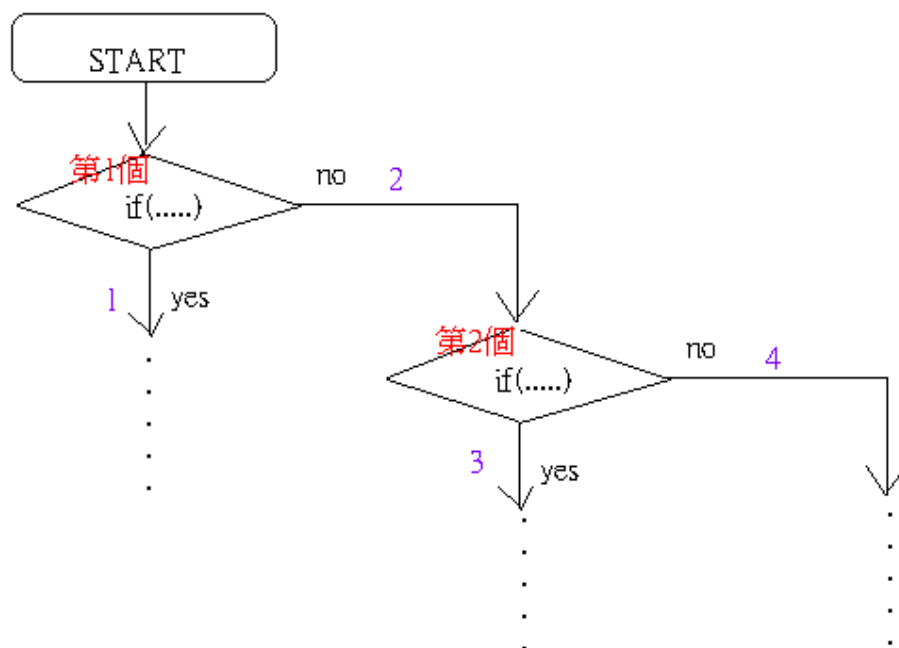 START
第1個
if(.....)
no
2
1
yes
第2個
if(.....)
no
4
3
yes